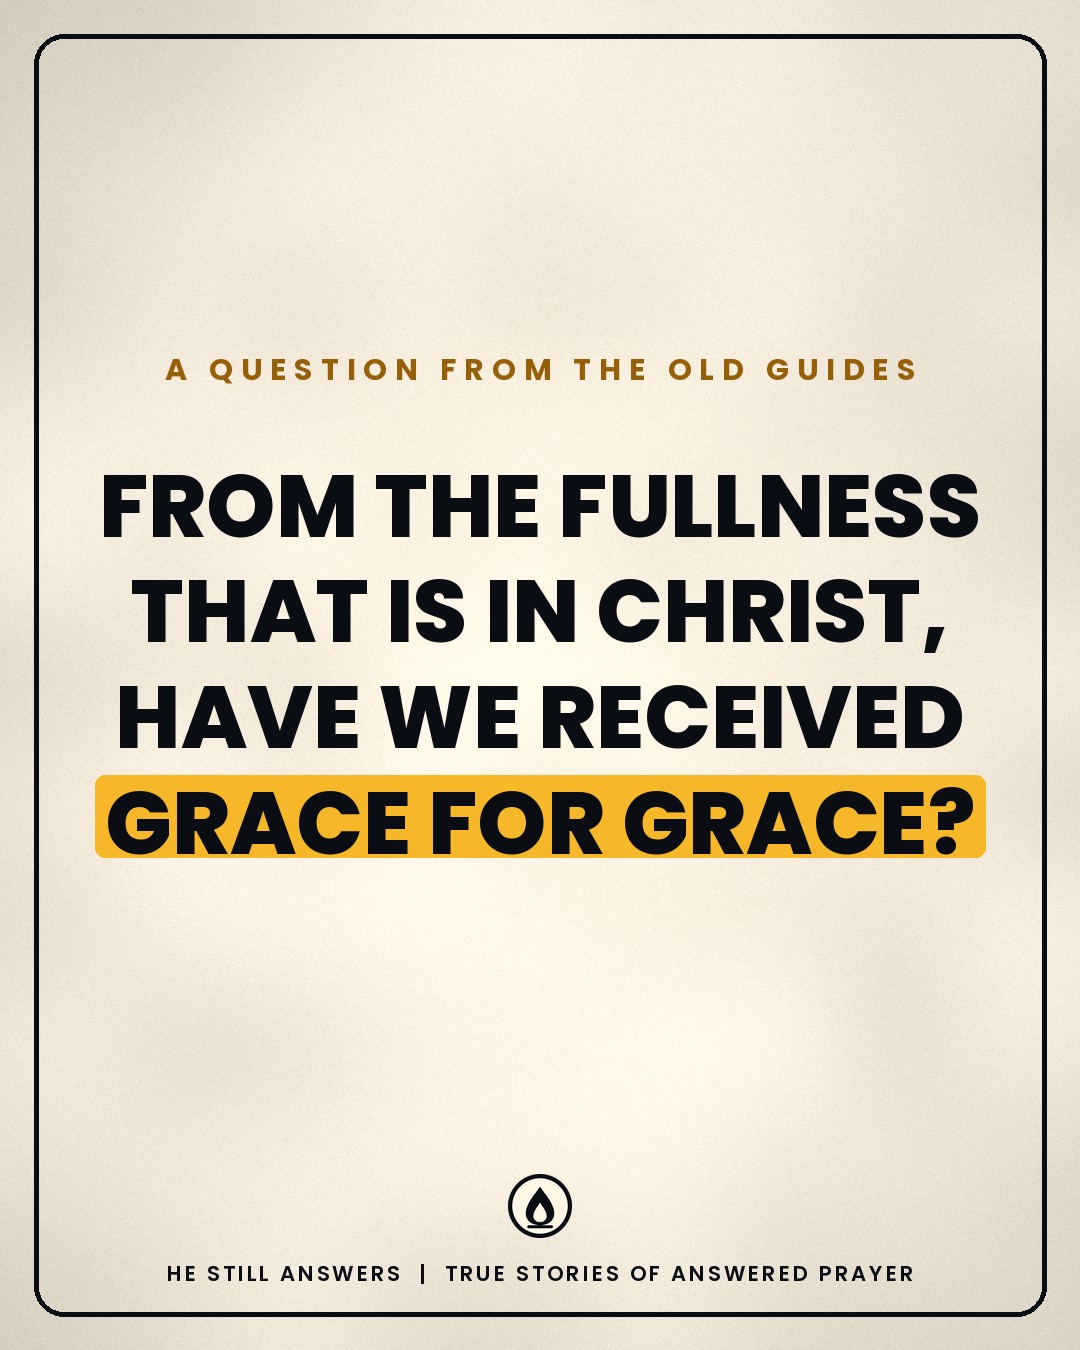 A QUESTION FROM THE OLD GUIDES
FROM THE FULLNESS
THAT IS IN CHRIST,
HAVE WE RECEIVED
GRACE FOR GRACE?
HE STILL ANSWERS | TRUE STORIES OF ANSWERED PRAYER